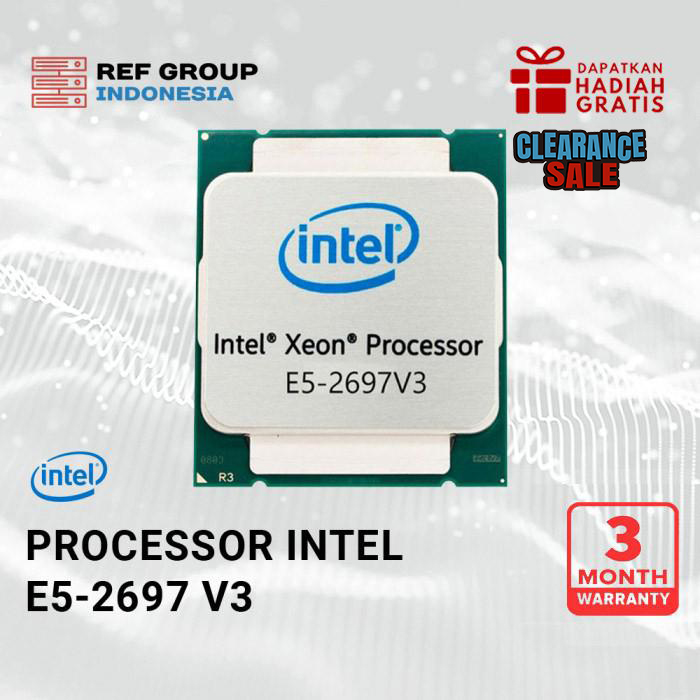 REF GROUP
INDONESIA
DAPATKAN
HADIAH
GRATIS
CLEARANCE
SALE
intel®
Intel® Xeon® Processor
E5-2697V3
R3
intel
PROCESSOR INTEL
E5-2697 V3
3
MONTH
WARRANTY